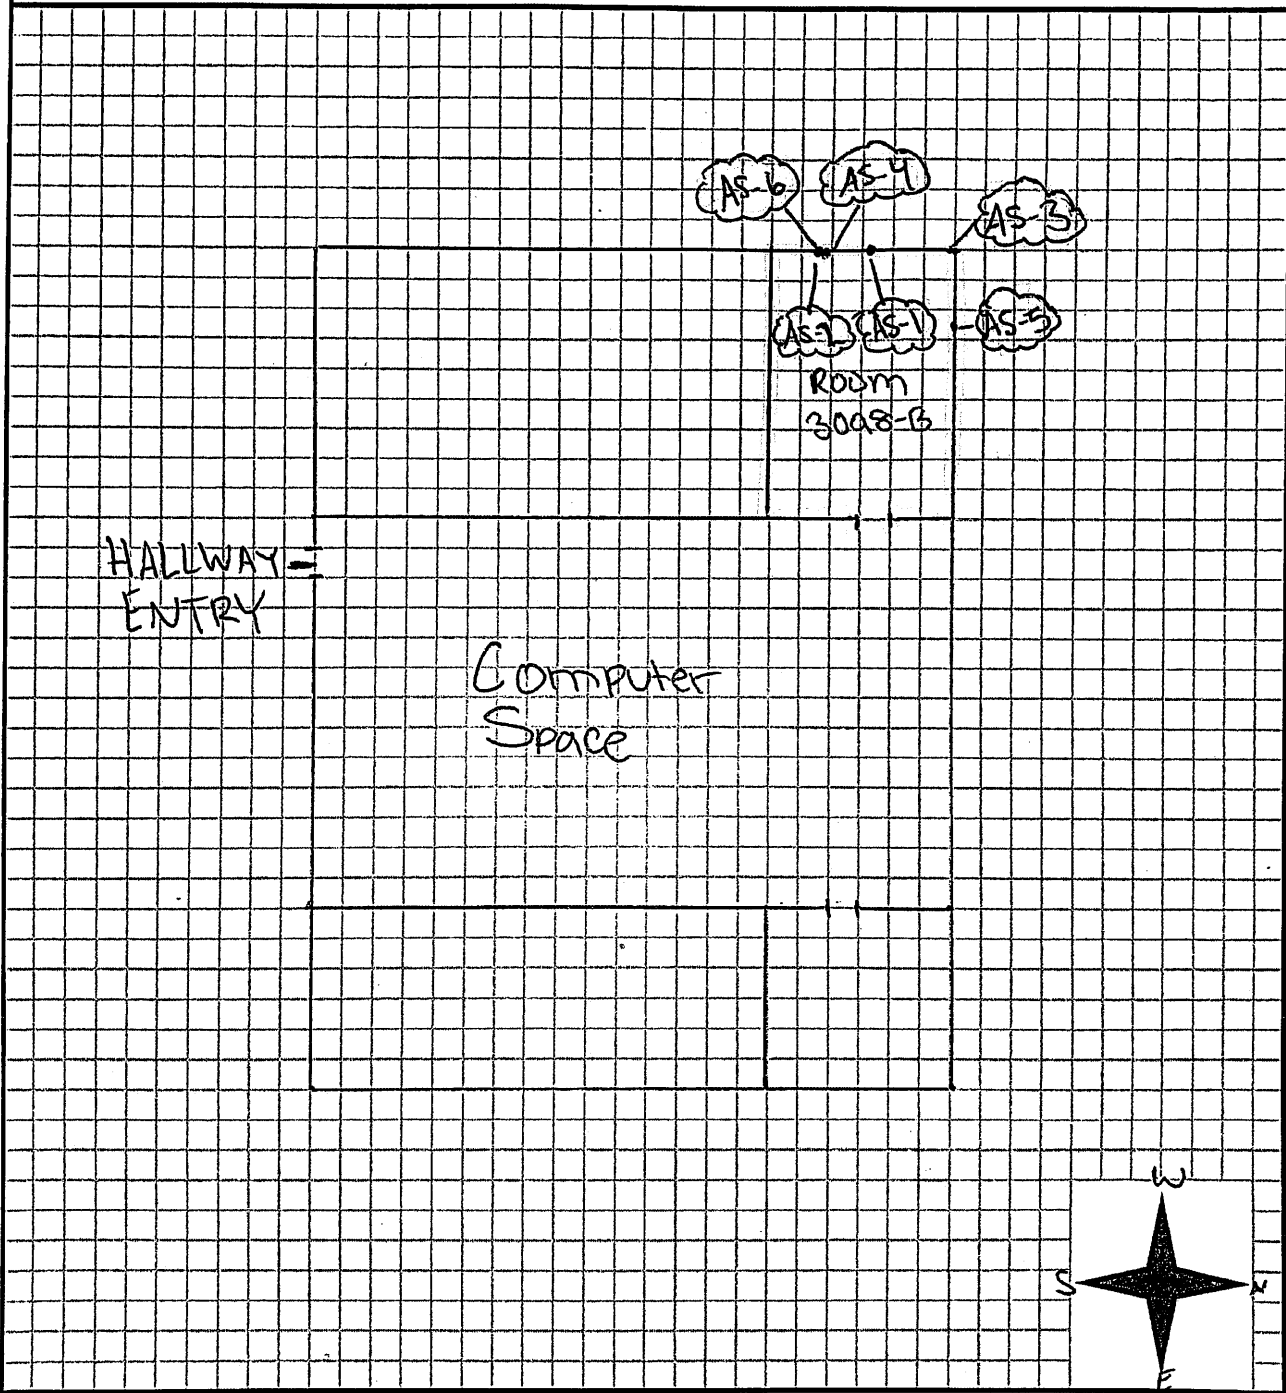 AS-6
AS-4
AS-3
AS-2
AS-1
AS-5
Room
3098-B
HALLWAY
ENTRY
Computer
Space
W
S
N
E